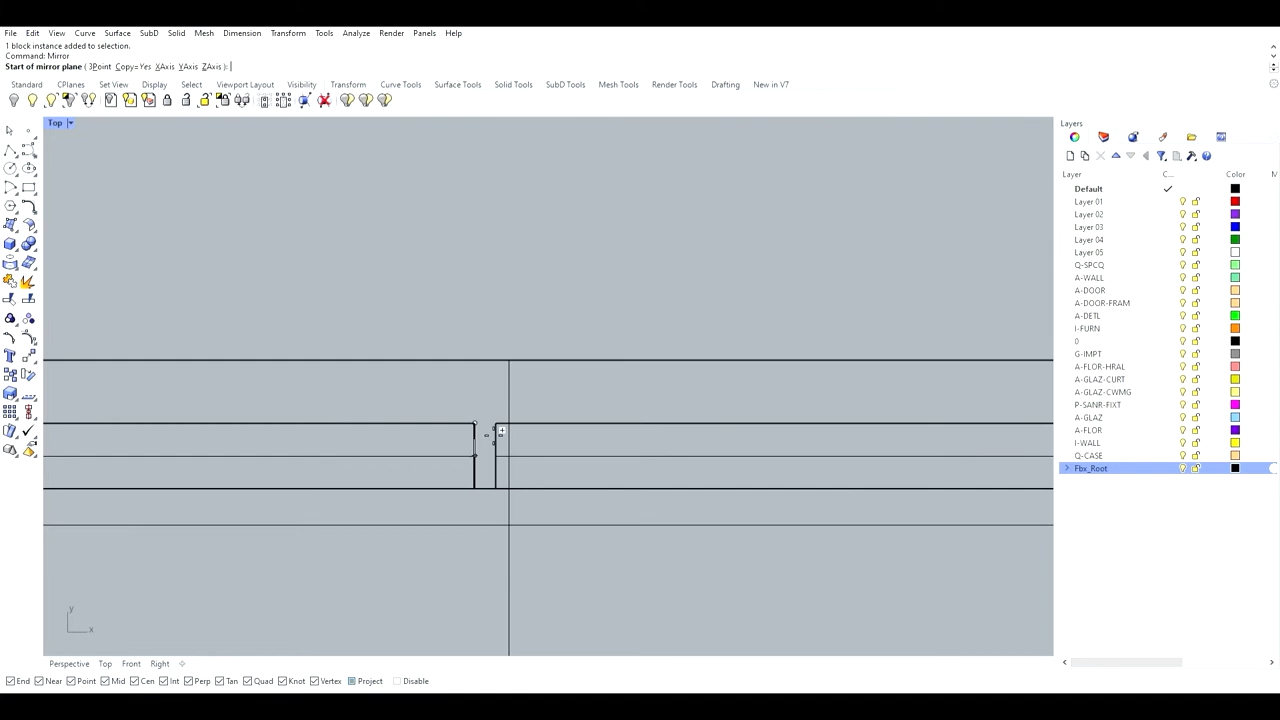 File Edit View Curve Surface SubD Solid Mesh Dimension Transform Tools Analyze Render Panels Help
1 block instance added to selection.
Command: Mirror
Start of mirror plane ( 3Point Copy=Yes XAxis YAxis ZAxis ):
Standard CPlanes Set View Display Select Viewport Layout Visibility Transform Curve Tools Surface Tools Solid Tools SubD Tools Mesh Tools Render Tools Drafting New in V7
Top
Layers
Layer C... Color M
Default
Layer 01
Layer 02
Layer 03
Layer 04
Layer 05
Q-SPCQ
A-WALL
A-DOOR
A-DOOR-FRAM
A-DETL
I-FURN
0
G-IMPT
A-FLOR-HRAL
A-GLAZ-CURT
A-GLAZ-CWMG
P-SANR-FIXT
A-GLAZ
A-FLOR
I-WALL
Q-CASE
Fbx_Root
y
x
Perspective Top Front Right
End Near Point Mid Cen Int Perp Tan Quad Knot Vertex Project Disable